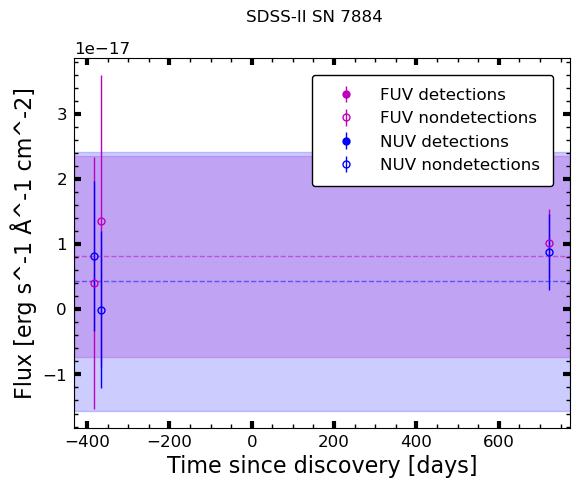 SDSS-II SN 7884
1e−17
FUV detections
FUV nondetections
NUV detections
NUV nondetections
3
2
1
0
−1
Flux [erg s^-1 Å^-1 cm^-2]
−400 −200 0 200 400 600
Time since discovery [days]